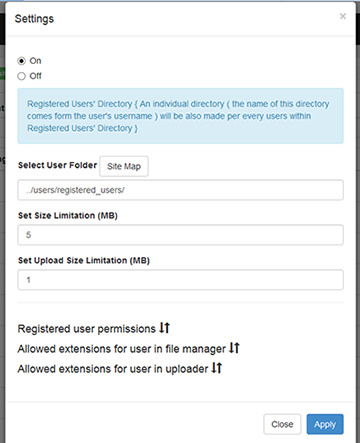 Settings
×
On
Off
Registered Users' Directory { An individual directory ( the name of this directory
comes form the user's username ) will be also made per every users within
Registered Users' Directory }
Select User Folder Site Map
../users/registered_users/
Set Size Limitation (MB)
5
Set Upload Size Limitation (MB)
1
Registered user permissions
Allowed extensions for user in file manager
Allowed extensions for user in uploader
Close Apply